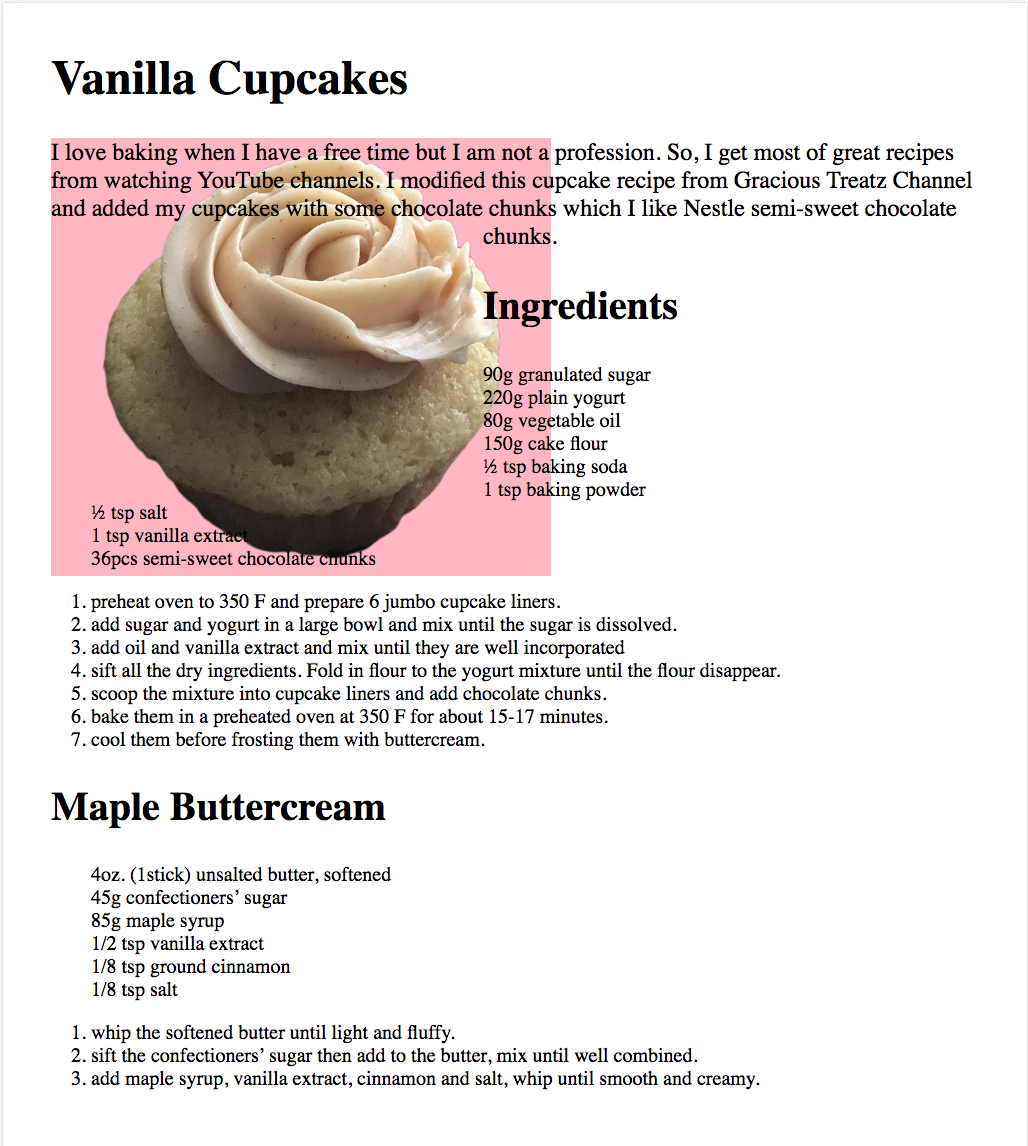 Vanilla Cupcakes
I love baking when I have a free time but I am not a profession. So, I get most of great recipes
from watching YouTube channels. I modified this cupcake recipe from Gracious Treatz Channel
and added my cupcakes with some chocolate chunks which I like Nestle semi-sweet chocolate
chunks.
Ingredients
90g granulated sugar
220g plain yogurt
80g vegetable oil
150g cake flour
½ tsp baking soda
1 tsp baking powder
½ tsp salt
1 tsp vanilla extract
36pcs semi-sweet chocolate chunks
1. preheat oven to 350 F and prepare 6 jumbo cupcake liners.
2. add sugar and yogurt in a large bowl and mix until the sugar is dissolved.
3. add oil and vanilla extract and mix until they are well incorporated
4. sift all the dry ingredients. Fold in flour to the yogurt mixture until the flour disappear.
5. scoop the mixture into cupcake liners and add chocolate chunks.
6. bake them in a preheated oven at 350 F for about 15-17 minutes.
7. cool them before frosting them with buttercream.
Maple Buttercream
4oz. (1stick) unsalted butter, softened
45g confectioners’ sugar
85g maple syrup
1/2 tsp vanilla extract
1/8 tsp ground cinnamon
1/8 tsp salt
1. whip the softened butter until light and fluffy.
2. sift the confectioners’ sugar then add to the butter, mix until well combined.
3. add maple syrup, vanilla extract, cinnamon and salt, whip until smooth and creamy.